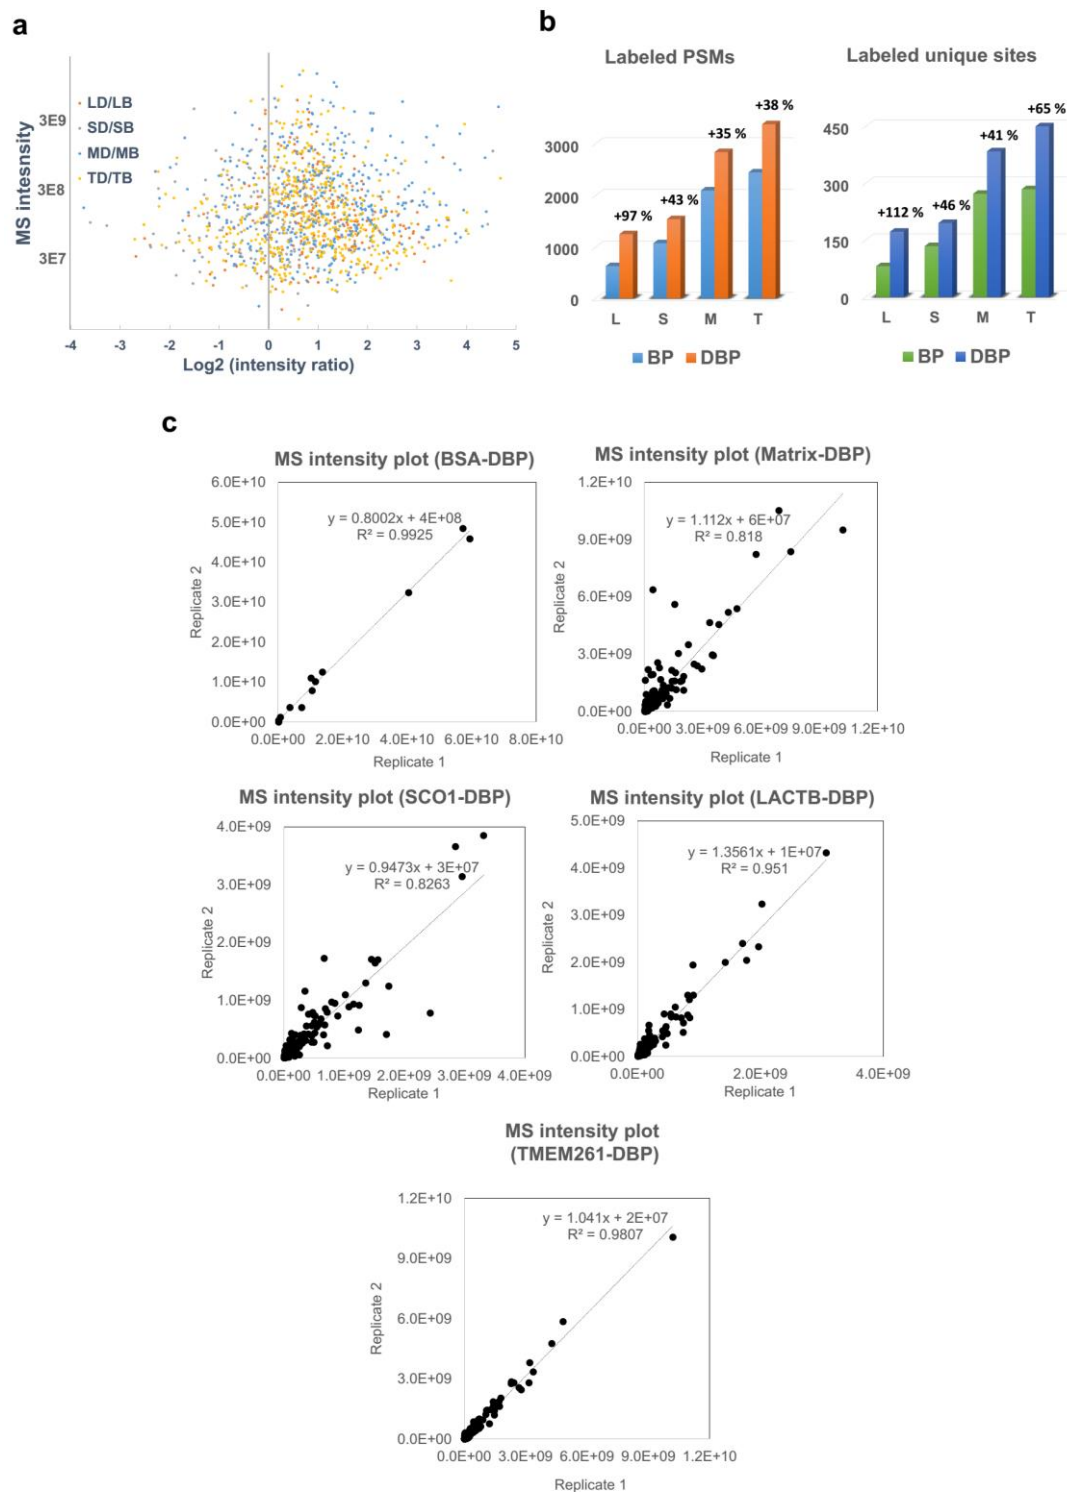 a
MS intesnsity
3E9
3E8
3E7
LD/LB
SD/SB
MD/MB
TD/TB
-4 -3 -2 -1 0 1 2 3 4 5
Log2 (intensity ratio)
b
Labeled PSMs
3000
2000
1000
0
+97 %
+43 %
+35 %
+38 %
L S M T
BP DBP
Labeled unique sites
450
300
150
0
+112 %
+46 %
+41 %
+65 %
L S M T
BP DBP
c
MS intensity plot (BSA-DBP)
6.0E+10
5.0E+10
4.0E+10
3.0E+10
2.0E+10
1.0E+10
0.0E+00
Replicate 2
y = 0.8002x + 4E+08
R² = 0.9925
0.0E+00 2.0E+10 4.0E+10 6.0E+10 8.0E+10
Replicate 1
MS intensity plot (Matrix-DBP)
1.2E+10
9.0E+09
6.0E+09
3.0E+09
0.0E+00
Replicate 2
y = 1.112x + 6E+07
R² = 0.818
0.0E+00 3.0E+09 6.0E+09 9.0E+09 1.2E+10
Replicate 1
MS intensity plot (SCO1-DBP)
4.0E+09
3.0E+09
2.0E+09
1.0E+09
0.0E+00
Replicate 2
y = 0.9473x + 3E+07
R² = 0.8263
0.0E+00 1.0E+09 2.0E+09 3.0E+09 4.0E+09
Replicate 1
MS intensity plot (LACTB-DBP)
5.0E+09
4.0E+09
3.0E+09
2.0E+09
1.0E+09
0.0E+00
Replicate 2
y = 1.3561x + 1E+07
R² = 0.951
0.0E+00 2.0E+09 4.0E+09
Replicate 1
MS intensity plot
(TMEM261-DBP)
1.2E+10
9.0E+09
6.0E+09
3.0E+09
0.0E+00
Replicate 2
y = 1.041x + 2E+07
R² = 0.9807
0.0E+00 3.0E+09 6.0E+09 9.0E+09 1.2E+10
Replicate 1